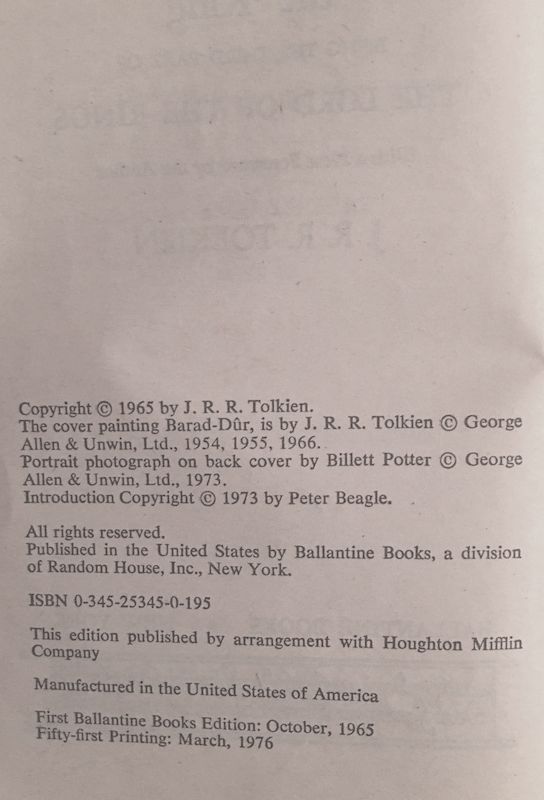 Copyright © 1965 by J. R. R. Tolkien.
The cover painting Barad-Dûr, is by J. R. R. Tolkien © George
Allen & Unwin, Ltd., 1954, 1955, 1966.
Portrait photograph on back cover by Billett Potter © George
Allen & Unwin, Ltd., 1973.
Introduction Copyright © 1973 by Peter Beagle.
All rights reserved.
Published in the United States by Ballantine Books, a division
of Random House, Inc., New York.
ISBN 0-345-25345-0-195
This edition published by arrangement with Houghton Mifflin
Company
Manufactured in the United States of America
First Ballantine Books Edition: October, 1965
Fifty-first Printing: March, 1976